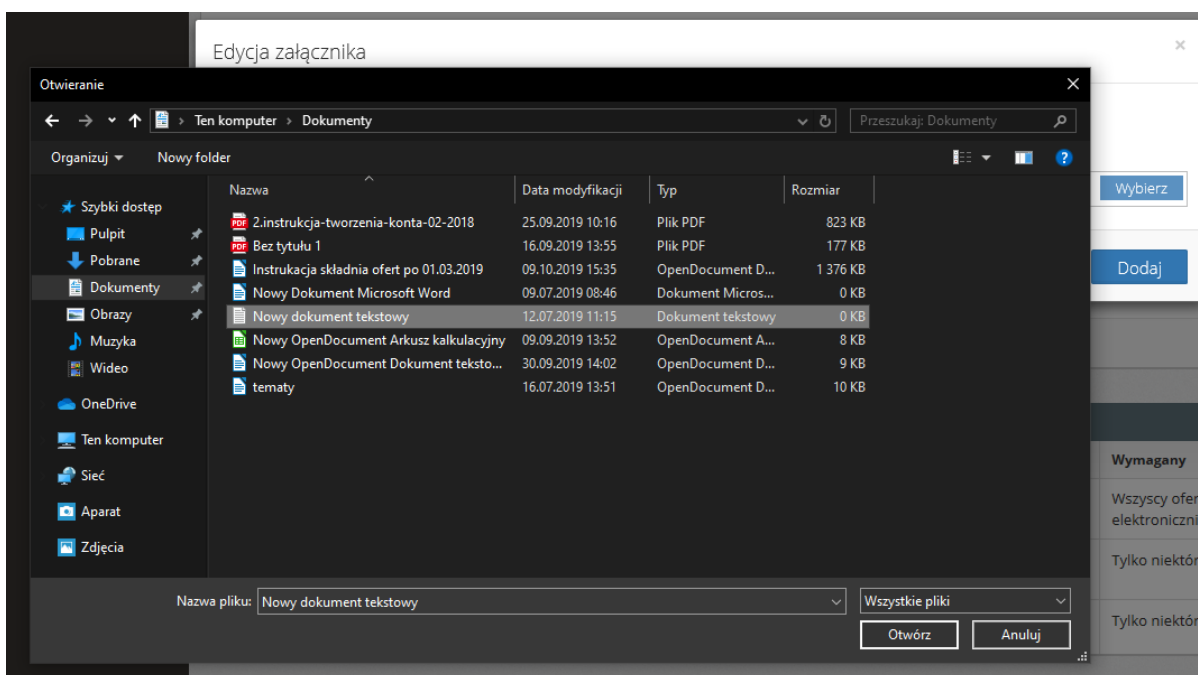 Edycja załącznika
×
Otwieranie
Ten komputer > Dokumenty
Przeszukaj: Dokumenty
Organizuj
Nowy folder
Wybierz
Nazwa Data modyfikacji Typ Rozmiar
Szybki dostęp
Pulpit
Pobrane
Dokumenty
Obrazy
Muzyka
Wideo
OneDrive
Ten komputer
Sieć
Aparat
Zdjęcia
2.instrukcja-tworzenia-konta-02-2018 25.09.2019 10:16 Plik PDF 823 KB
Bez tytułu 1 16.09.2019 13:55 Plik PDF 177 KB
Instrukacja składnia ofert po 01.03.2019 09.10.2019 15:35 OpenDocument D... 1 376 KB
Nowy Dokument Microsoft Word 09.07.2019 08:46 Dokument Micros... 0 KB
Nowy dokument tekstowy 12.07.2019 11:15 Dokument tekstowy 0 KB
Nowy OpenDocument Arkusz kalkulacyjny 09.09.2019 13:52 OpenDocument A... 8 KB
Nowy OpenDocument Dokument teksto... 30.09.2019 14:02 OpenDocument D... 9 KB
tematy 16.07.2019 13:51 OpenDocument D... 10 KB
Dodaj
Wymagany
Wszyscy ofer
elektroniczni
Tylko niektór
Tylko niektór
Nazwa pliku: Nowy dokument tekstowy
Wszystkie pliki
Otwórz
Anuluj